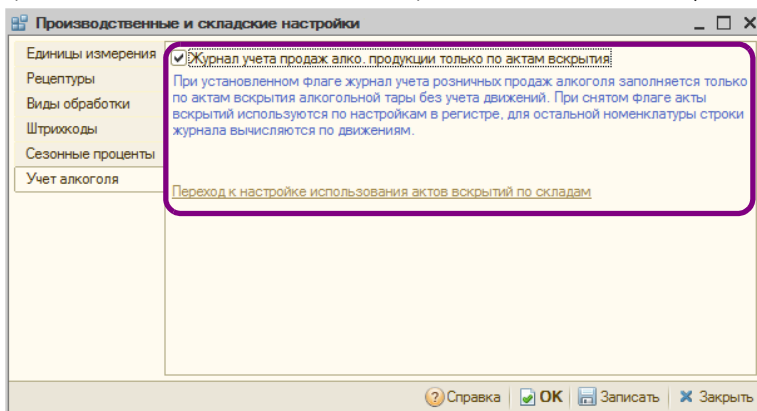 Производственные и складские настройки
Единицы измерения
Рецептуры
Виды обработки
Штрихкоды
Сезонные проценты
Учет алкоголя
Журнал учета продаж алко. продукции только по актам вскрытия
При установленном флаге журнал учета розничных продаж алкоголя заполняется только
по актам вскрытия алкогольной тары без учета движений. При снятом флаге акты
вскрытий используются по настройкам в регистре, для остальной номенклатуры строки
журнала вычисляются по движениям.
Переход к настройке использования актов вскрытий по складам
Справка ОК Записать Закрыть